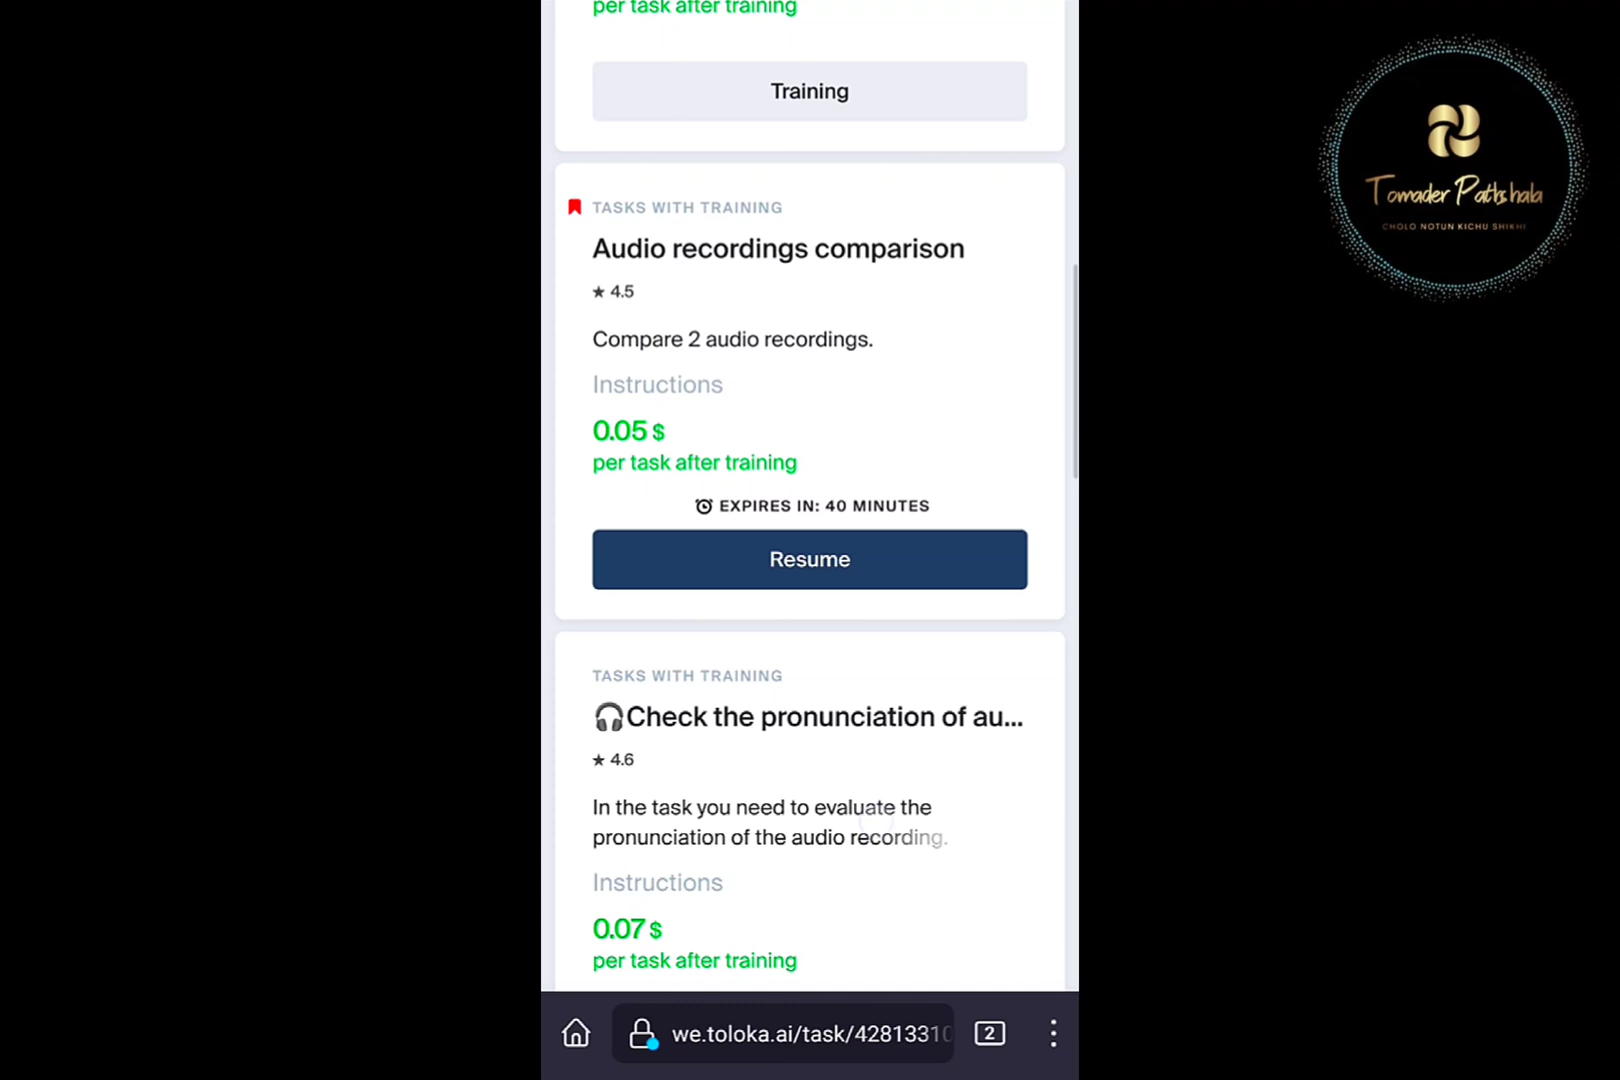 per task after training
Training
TASKS WITH TRAINING
Audio recordings comparison
★ 4.5
Compare 2 audio recordings.
Instructions
0.05 $
per task after training
EXPIRES IN: 40 MINUTES
Resume
TASKS WITH TRAINING
🎧Check the pronunciation of au...
★ 4.6
In the task you need to evaluate the
pronunciation of the audio recording.
Instructions
0.07 $
per task after training
we.toloka.ai/task/42813310
2
Tomader Pathshala
CHOLO NOTUN KICHU SHIKHI